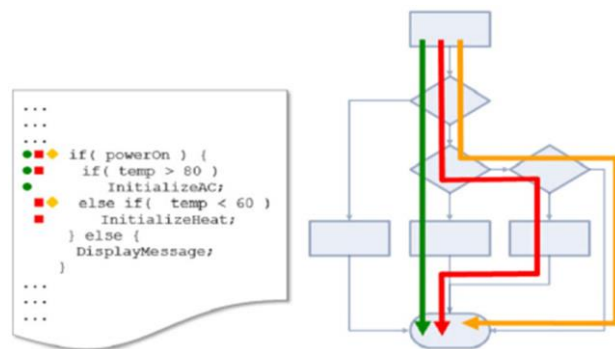 ...
...
...
if( powerOn ) {
if( temp > 80 )
InitializeAC;
else if( temp < 60 )
InitializeHeat;
} else {
DisplayMessage;
}
...
...
...